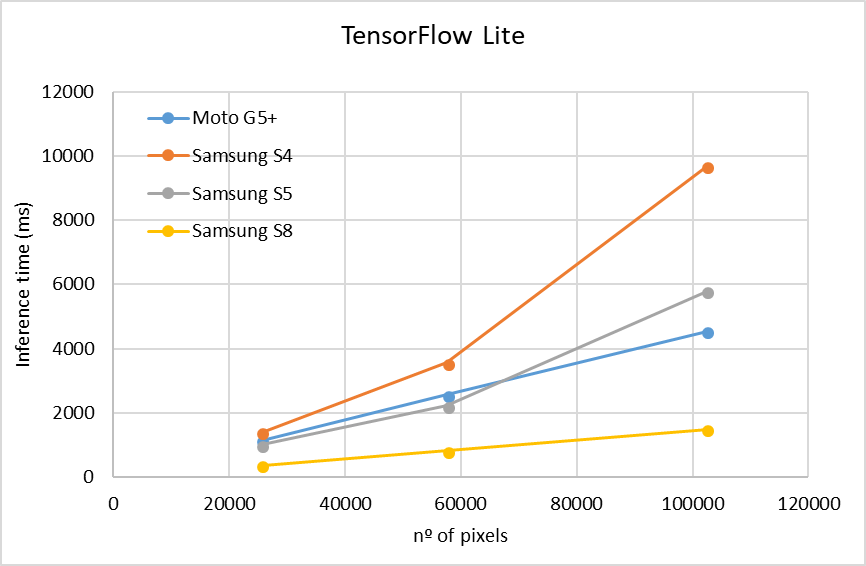 TensorFlow Lite
12000
10000
8000
6000
4000
2000
0
Inference time (ms)
Moto G5+
Samsung S4
Samsung S5
Samsung S8
0 20000 40000 60000 80000 100000 120000
nº of pixels